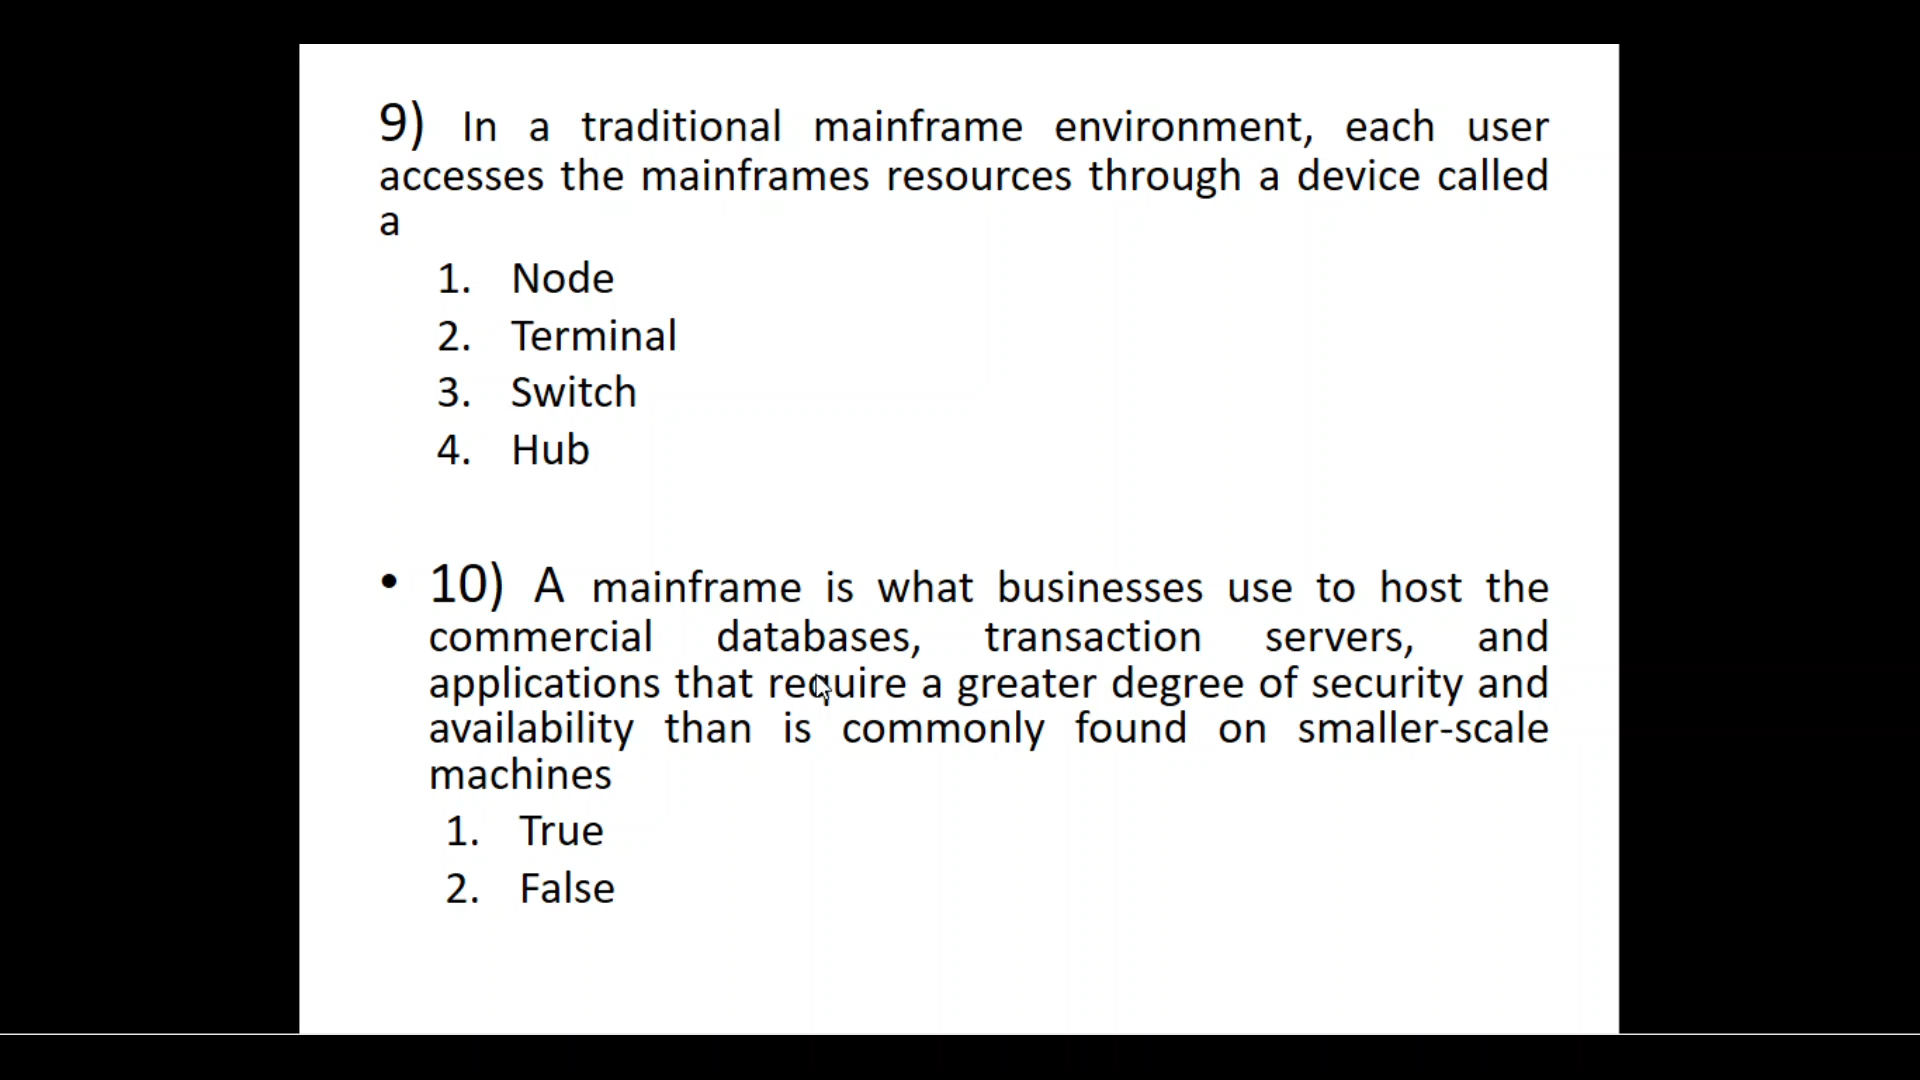 9) In a traditional mainframe environment, each user
accesses the mainframes resources through a device called
a
1. Node
2. Terminal
3. Switch
4. Hub
• 10) A mainframe is what businesses use to host the
commercial databases, transaction servers, and
applications that require a greater degree of security and
availability than is commonly found on smaller-scale
machines
1. True
2. False